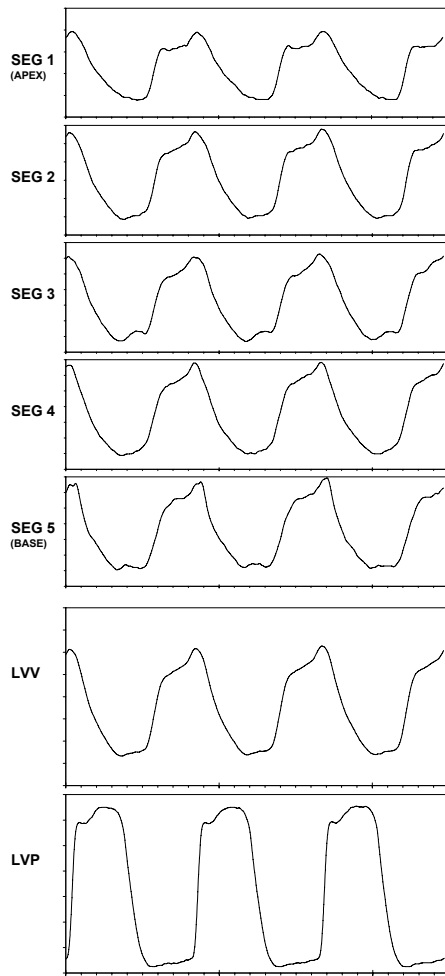 SEG 1
(APEX)
SEG 2
SEG 3
SEG 4
SEG 5
(BASE)
LVV
LVP